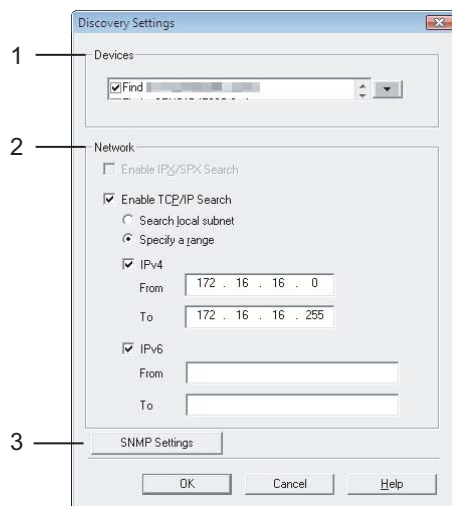 Discovery Settings
1
Devices
Find
2
Network
Enable IPX/SPX Search
Enable TCP/IP Search
Search local subnet
Specify a range
IPv4
From 172 . 16 . 16 . 0
To 172 . 16 . 16 . 255
IPv6
From
To
3
SNMP Settings
OK Cancel Help